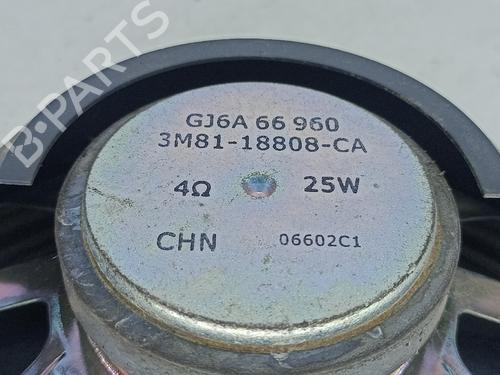 B-PARTS
GJ6A 66 960
3M81-18808-CA
4Ω 25W
CHN 06602C1